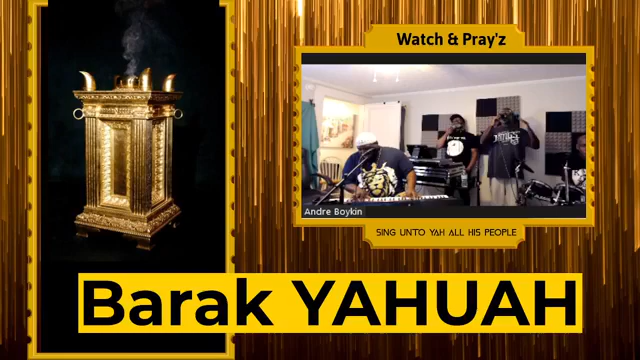 Watch & Pray'z
Andre Boykin
SING UNTO YAH ALL HIS PEOPLE
Barak YAHUAH